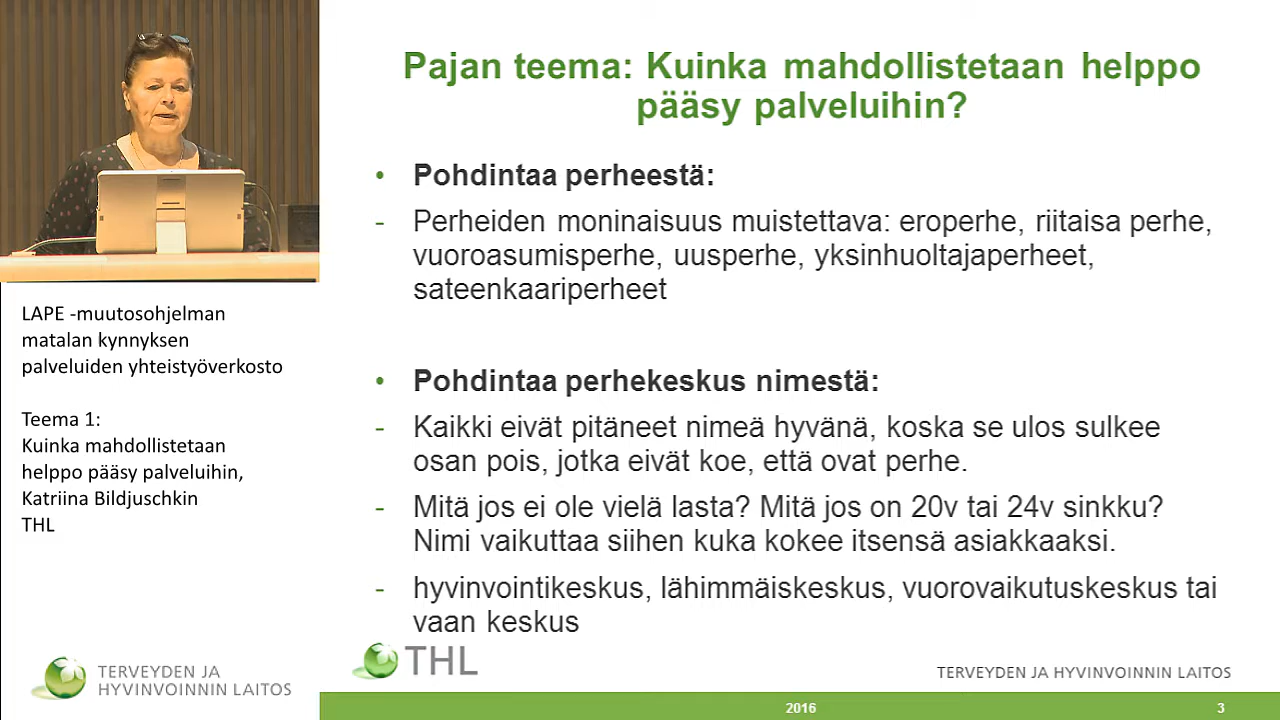 LAPE -muutosohjelman
matalan kynnyksen
palveluiden yhteistyöverkosto
Teema 1:
Kuinka mahdollistetaan
helppo pääsy palveluihin,
Katriina Bildjuschkin
THL
TERVEYDEN JA
HYVINVOINNIN LAITOS
Pajan teema: Kuinka mahdollistetaan helppo
pääsy palveluihin?
• Pohdintaa perheestä:
- Perheiden moninaisuus muistettava: eroperhe, riitaisa perhe,
vuoroasumisperhe, uusperhe, yksinhuoltajaperheet,
sateenkaariperheet
• Pohdintaa perhekeskus nimestä:
- Kaikki eivät pitäneet nimeä hyvänä, koska se ulos sulkee
osan pois, jotka eivät koe, että ovat perhe.
- Mitä jos ei ole vielä lasta? Mitä jos on 20v tai 24v sinkku?
Nimi vaikuttaa siihen kuka kokee itsensä asiakkaaksi.
- hyvinvointikeskus, lähimmäiskeskus, vuorovaikutuskeskus tai
vaan keskus
THL
TERVEYDEN JA HYVINVOINNIN LAITOS
2016
3